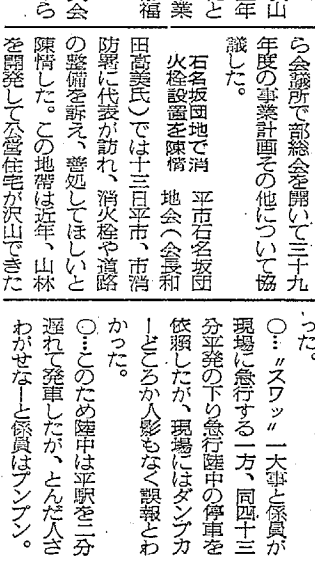 山
年
と
業
福
会
ら
ら会議所で部総会を開いて三十九
年度の事業計画その他について協
議した。
石名坂団地で消
火栓設置を陳情
平市石名坂団
地会(会長和
田高美氏)では十三日平市、市消
防署に代表が訪れ、消火栓や道路
の整備を訴え、善処してほしいと
陳情した。この地帯は近年、山林
を開発して公営住宅が沢山できた
った。
○…〃スワッ〃一大事と係員が
現場に急行する一方、同四十三
分平発の下り急行陸中の停車を
依頼したが、現場にはダンプカ
ーどころか人影もなく誤報とわ
かった。
○…このため陸中は平駅を二分
遅れて発車したが、とんだ人さ
わがせなーと係員はプンプン。